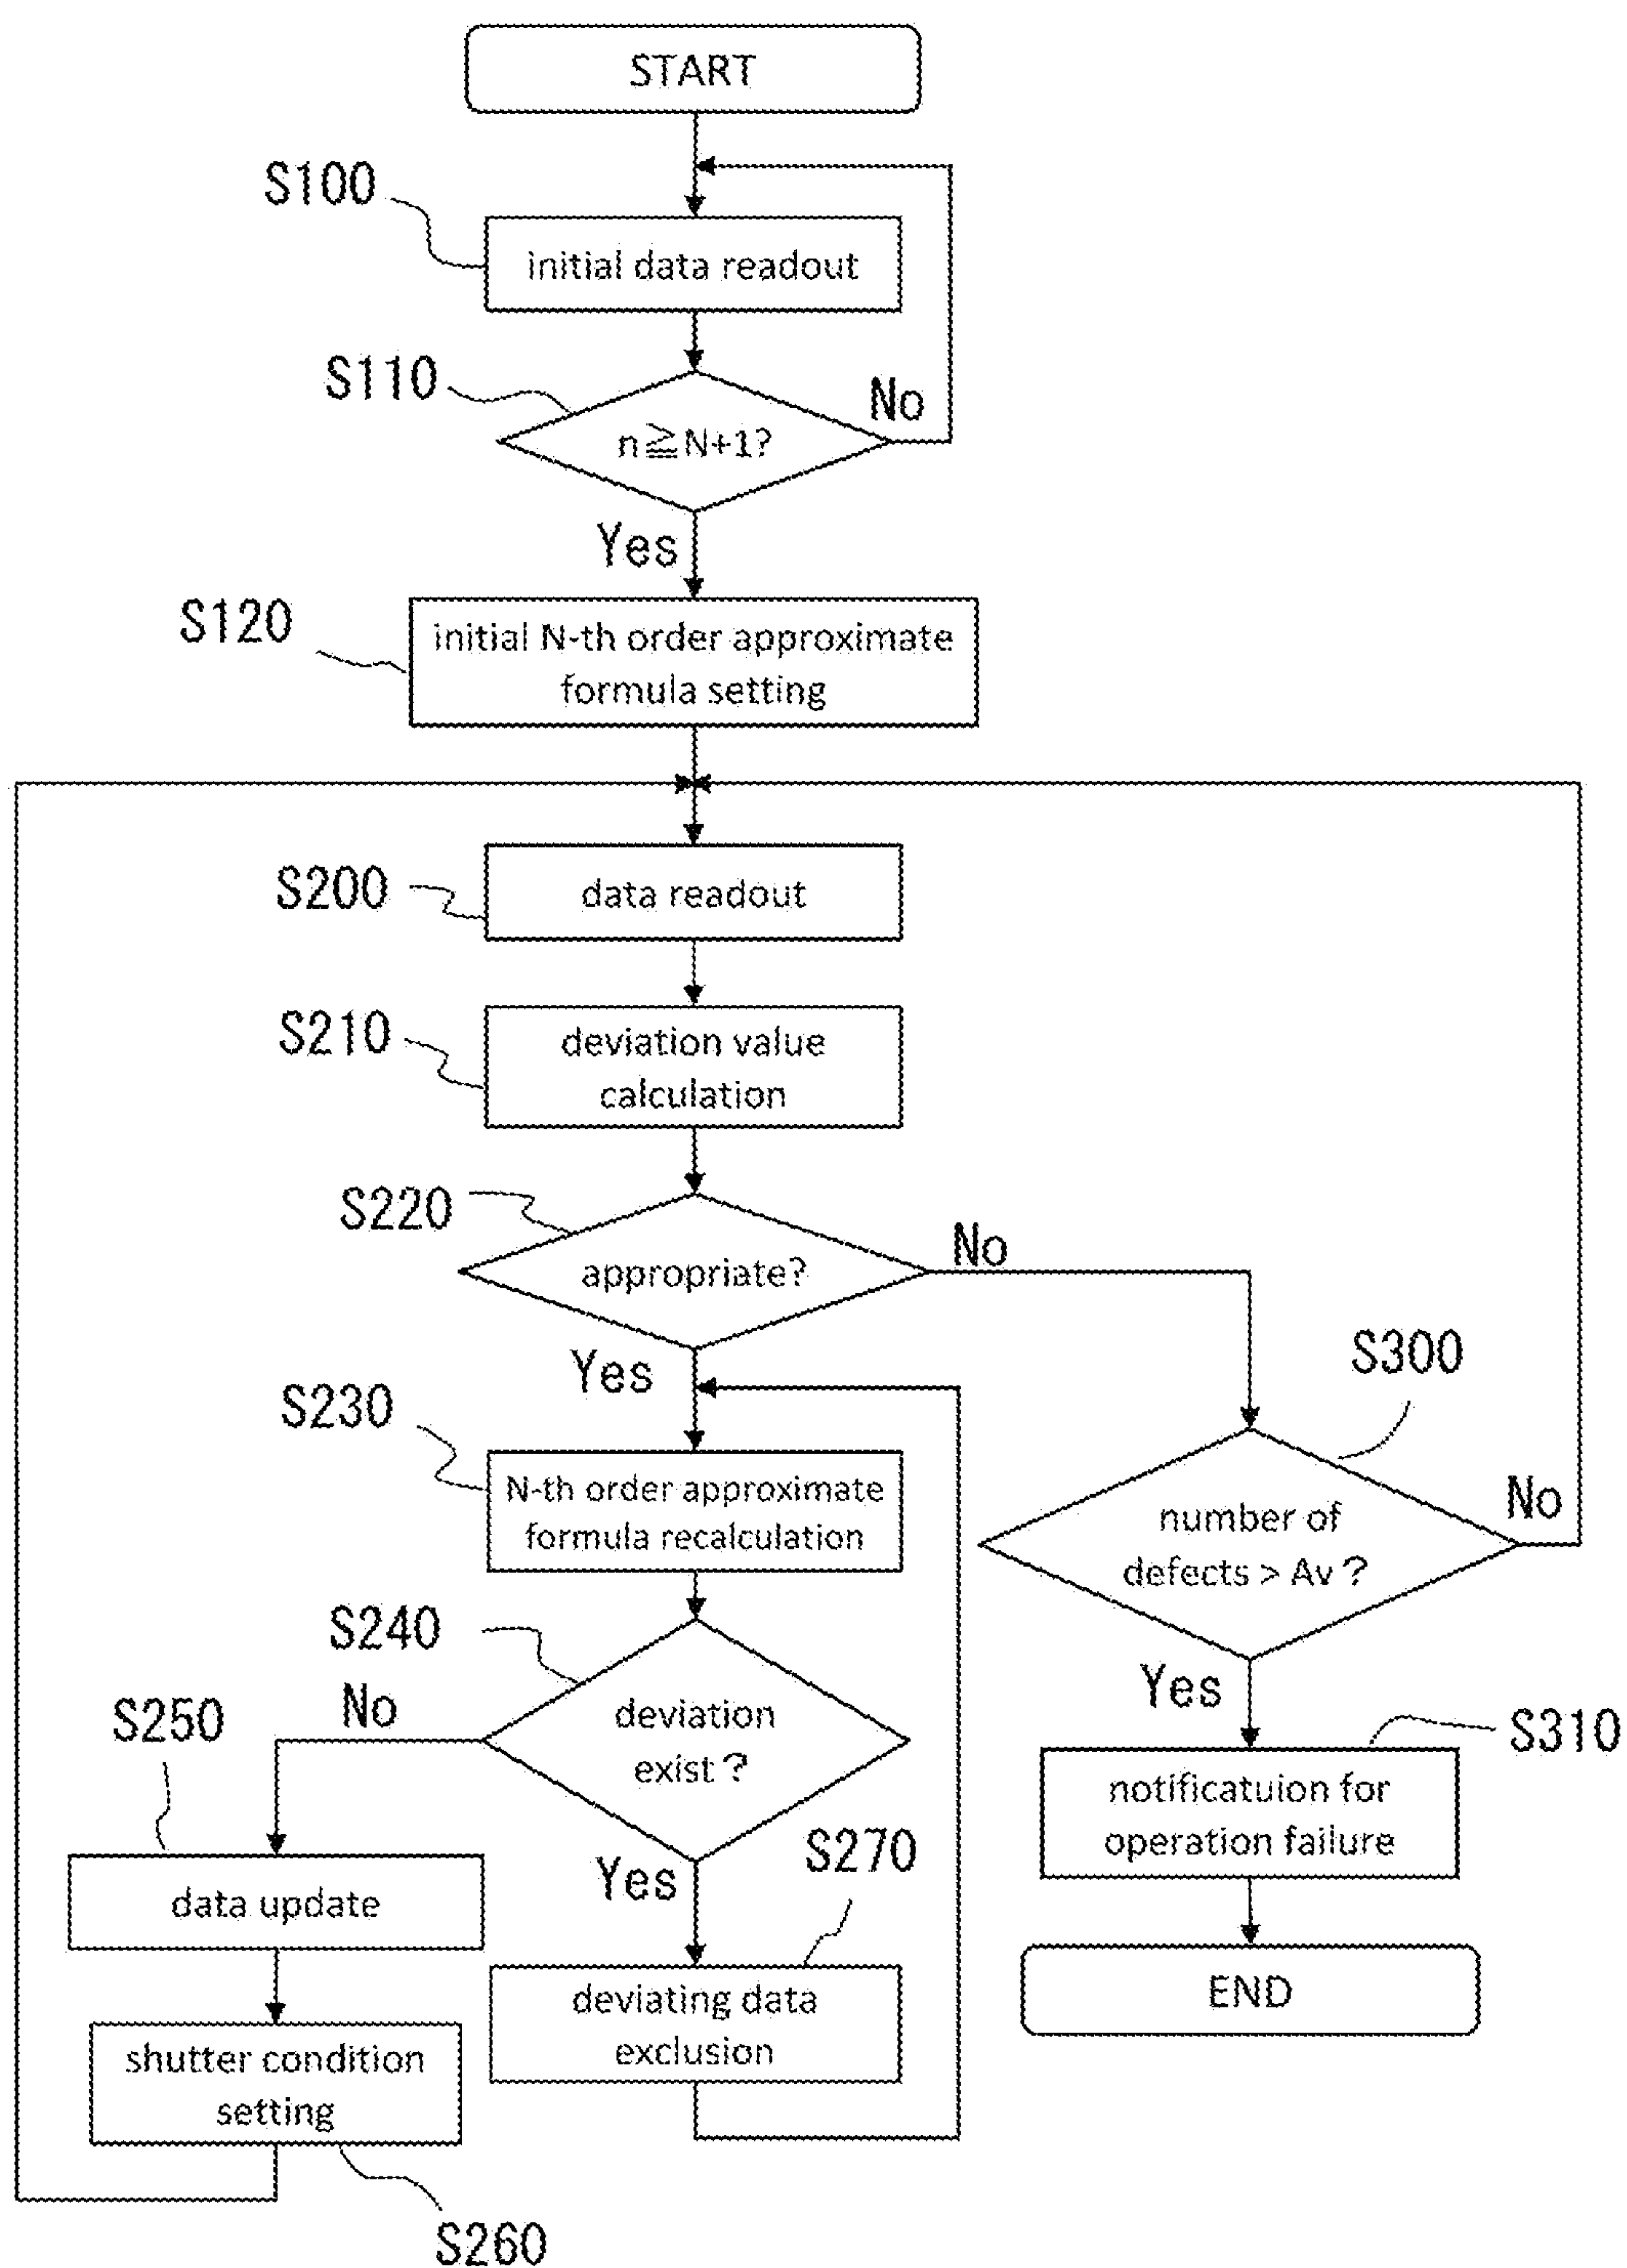 START
S100
initial data readout
S110
n≧N+1?
No
Yes
S120
initial N-th order approximate
formula setting
S200
data readout
S210
deviation value
calculation
S220
appropriate?
No
Yes
S300
number of
defects > Av ?
No
Yes
S230
N-th order approximate
formula recalculation
S240
deviation
exist ?
No
Yes
S250
data update
S270
deviating data
exclusion
S310
notificatuion for
operation failure
END
shutter condition
setting
S260